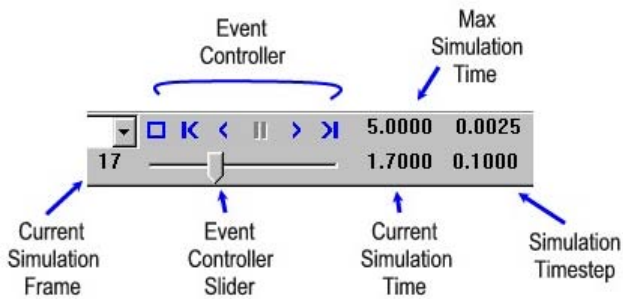 Event
Controller
Max
Simulation
Time
5.0000 0.0025
17
1.7000 0.1000
Current
Simulation
Frame
Event
Controller
Slider
Current
Simulation
Time
Simulation
Timestep